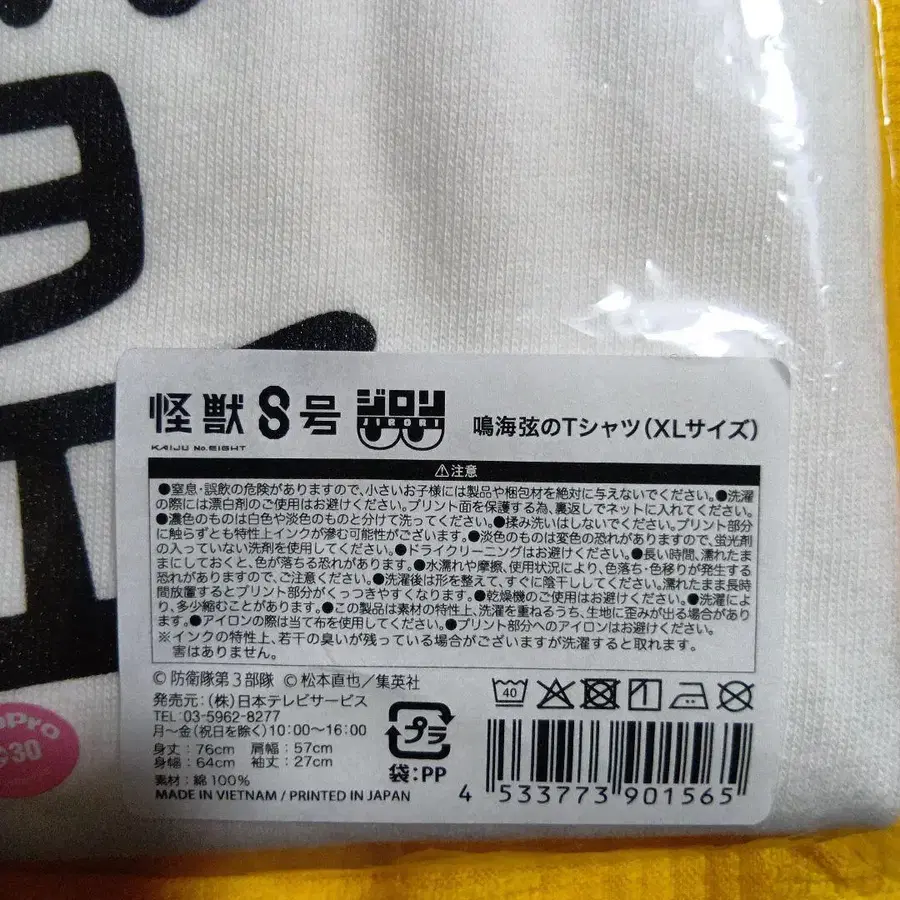 怪獣8号 ジロリ JIRORI 鳴海弦のTシャツ(XLサイズ)
KAIJU No.EIGHT
⚠注意
●窒息・誤飲の危険がありますので、小さいお子様には製品や梱包材を絶対に与えないでください。●洗濯
の際には漂白剤のご使用はお避けください。プリント面を保護する為、裏返しでネットに入れてください。
●濃色のものは白色や淡色のものと分けて洗ってください。●揉み洗いはしないでください。プリント部分
に触らずとも特性上インクが滲む可能性がございます。●淡色のものは変色の恐れがありますので、蛍光剤
の入っていない洗剤を使用してください。●ドライクリーニングはお避けください。●長い時間、濡れたま
まにしておくと、色が落ちる恐れがあります。●水濡れや摩擦、使用状況により、色落ち・色移りが発生する
恐れがありますので、ご注意ください。●洗濯後は形を整えて、すぐに陰干ししてください。濡れたまま長時
間放置するとプリント部分がくっつきやすくなります。●乾燥機のご使用はお避けください。●洗濯によ
り、多少縮むことがあります。●この製品は素材の特性上、洗濯を重ねるうち、生地に歪みが出る場合があり
ます。●アイロンの際は当て布を使用してください。●プリント部分へのアイロンはお避けください。
※インクの特性上、若干の臭いが残っている場合がございますが洗濯すると取れます。
害はありません。
© 防衛隊第3部隊 © 松本直也/集英社
発売元:(株)日本テレビサービス
TEL:03-5962-8277
月~金(祝日を除く)10:00~16:00
身丈:76cm 肩幅:57cm
身幅:64cm 袖丈:27cm
素材:綿100%
MADE IN VIETNAM / PRINTED IN JAPAN
40
プラ
袋:PP
4 533773 901565
30